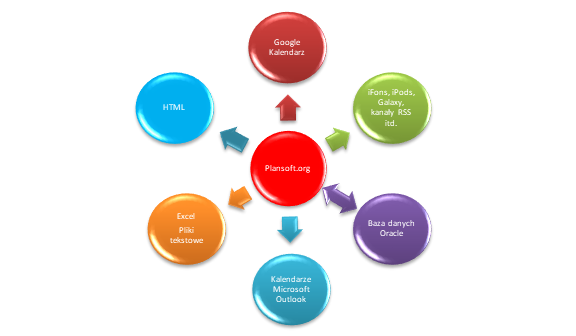 Google
Kalendarz
iFons, iPods,
Galaxy,
kanały RSS
itd.
HTML
Plansoft.org
Excel
Pliki
tekstowe
Baza danych
Oracle
Kalendarze
Microsoft
Outlook